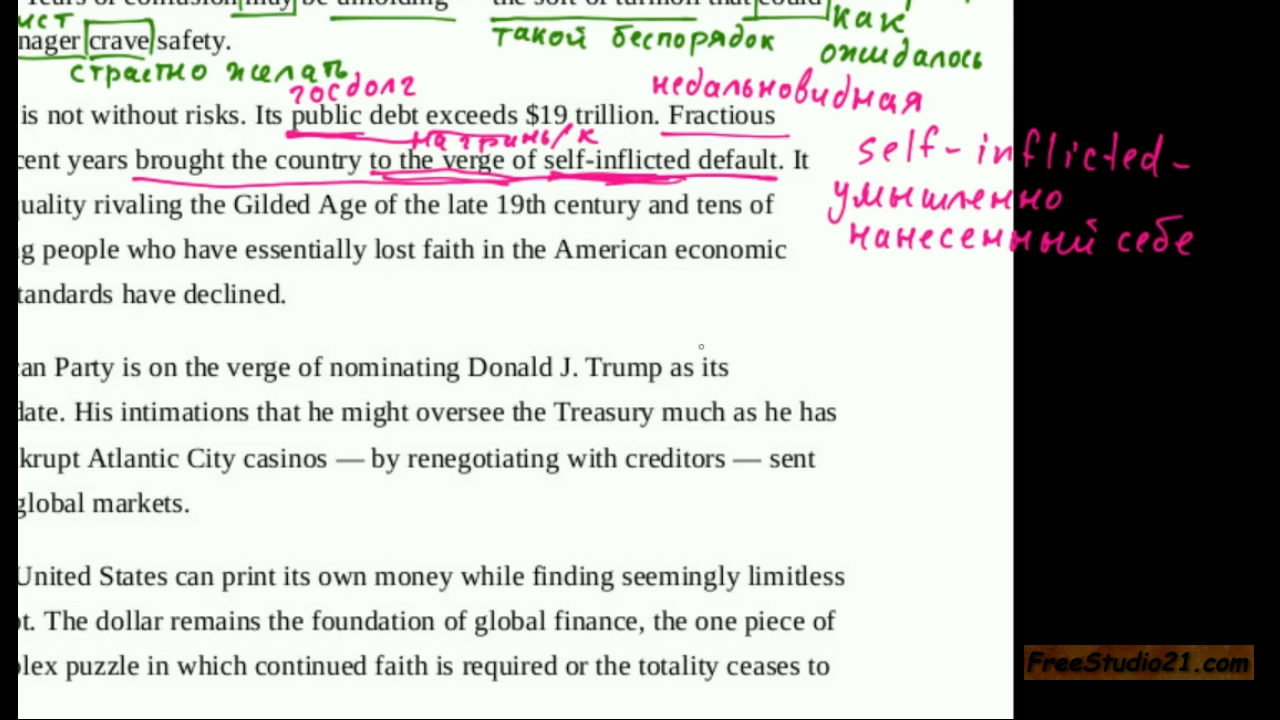 как
nager crave safety.
такой беспорядок
ожидалось
страстно желать
госдолг
недальновидная
is not without risks. Its public debt exceeds $19 trillion. Fractious
на грань/к
cent years brought the country to the verge of self-inflicted default. It
self-inflicted-
умышленно
uality rivaling the Gilded Age of the late 19th century and tens of
нанесенный себе
g people who have essentially lost faith in the American economic
tandards have declined.
can Party is on the verge of nominating Donald J. Trump as its
date. His intimations that he might oversee the Treasury much as he has
krupt Atlantic City casinos — by renegotiating with creditors — sent
global markets.
United States can print its own money while finding seemingly limitless
ot. The dollar remains the foundation of global finance, the one piece of
plex puzzle in which continued faith is required or the totality ceases to
FreeStudio21.com